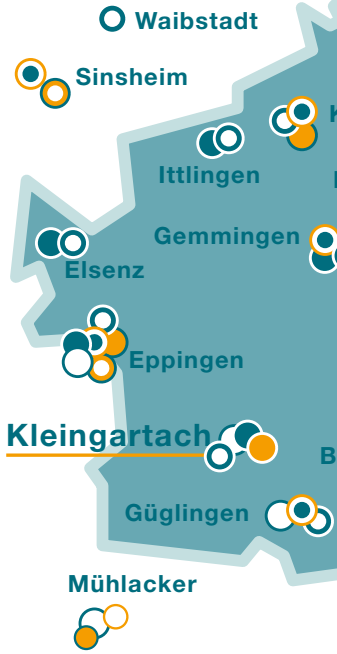 Waibstadt
Sinsheim
K
Ittlingen
Gemmingen
Elsenz
Eppingen
Kleingartach
B
Güglingen
Mühlacker